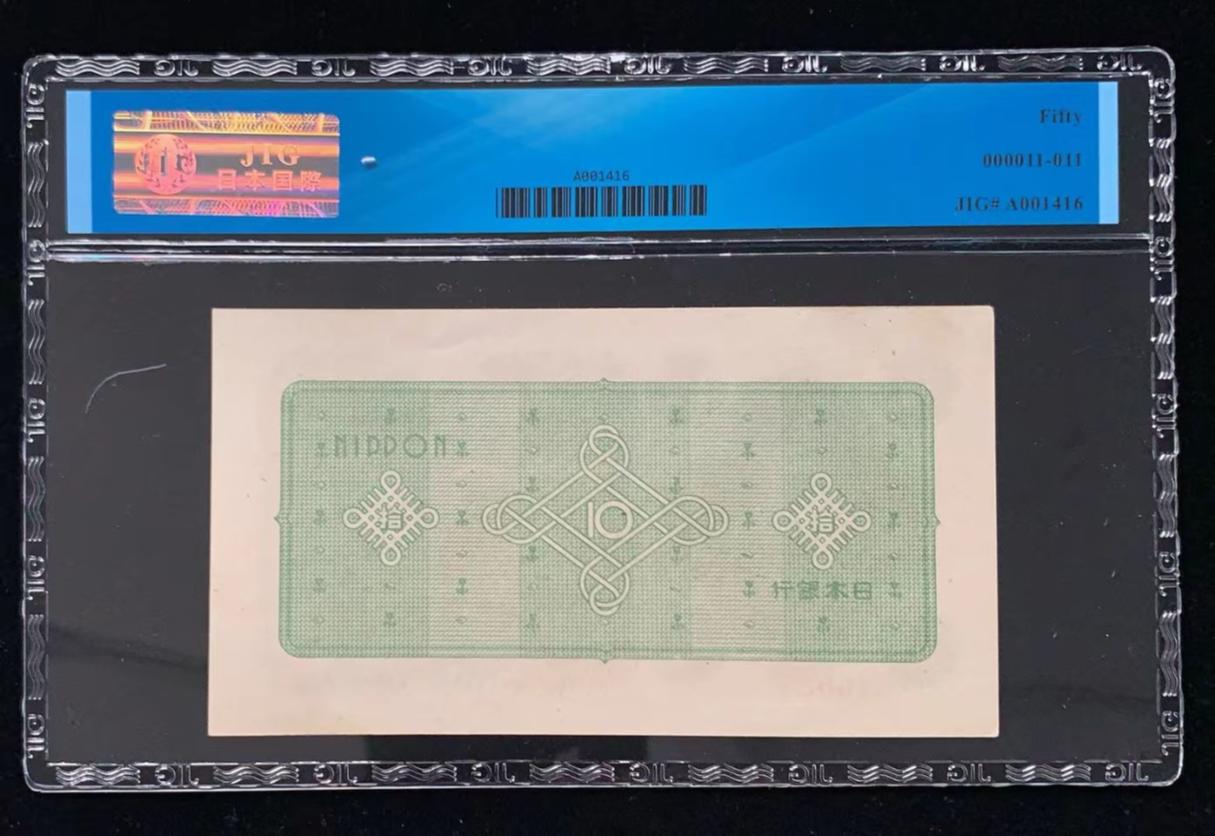 JIG
日本国際
A001416
Fifty
000011-011
JIG# A001416
NIPPON
拾
10
拾
行銀本日